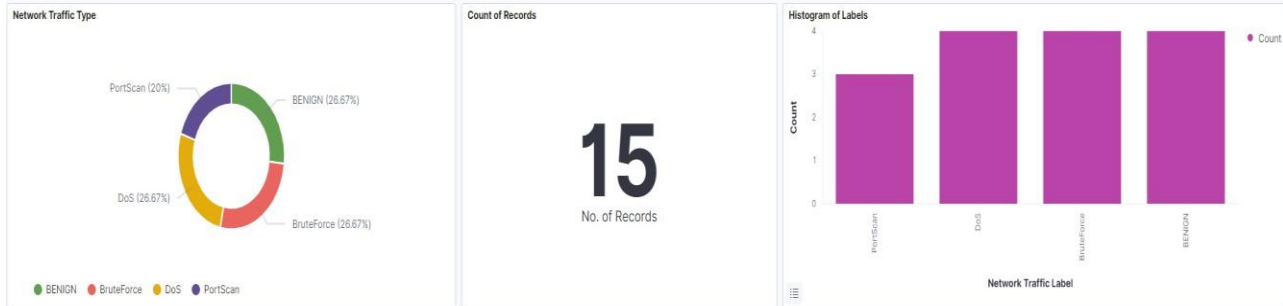 Network Traffic Type
PortScan (20%)
BENIGN (26.67%)
DoS (26.67%)
BruteForce (26.67%)
BENIGN BruteForce DoS PortScan
Count of Records
15
No. of Records
Histogram of Labels
Count
4
3
2
1
0
Count
PortScan
DoS
BruteForce
BENIGN
Network Traffic Label